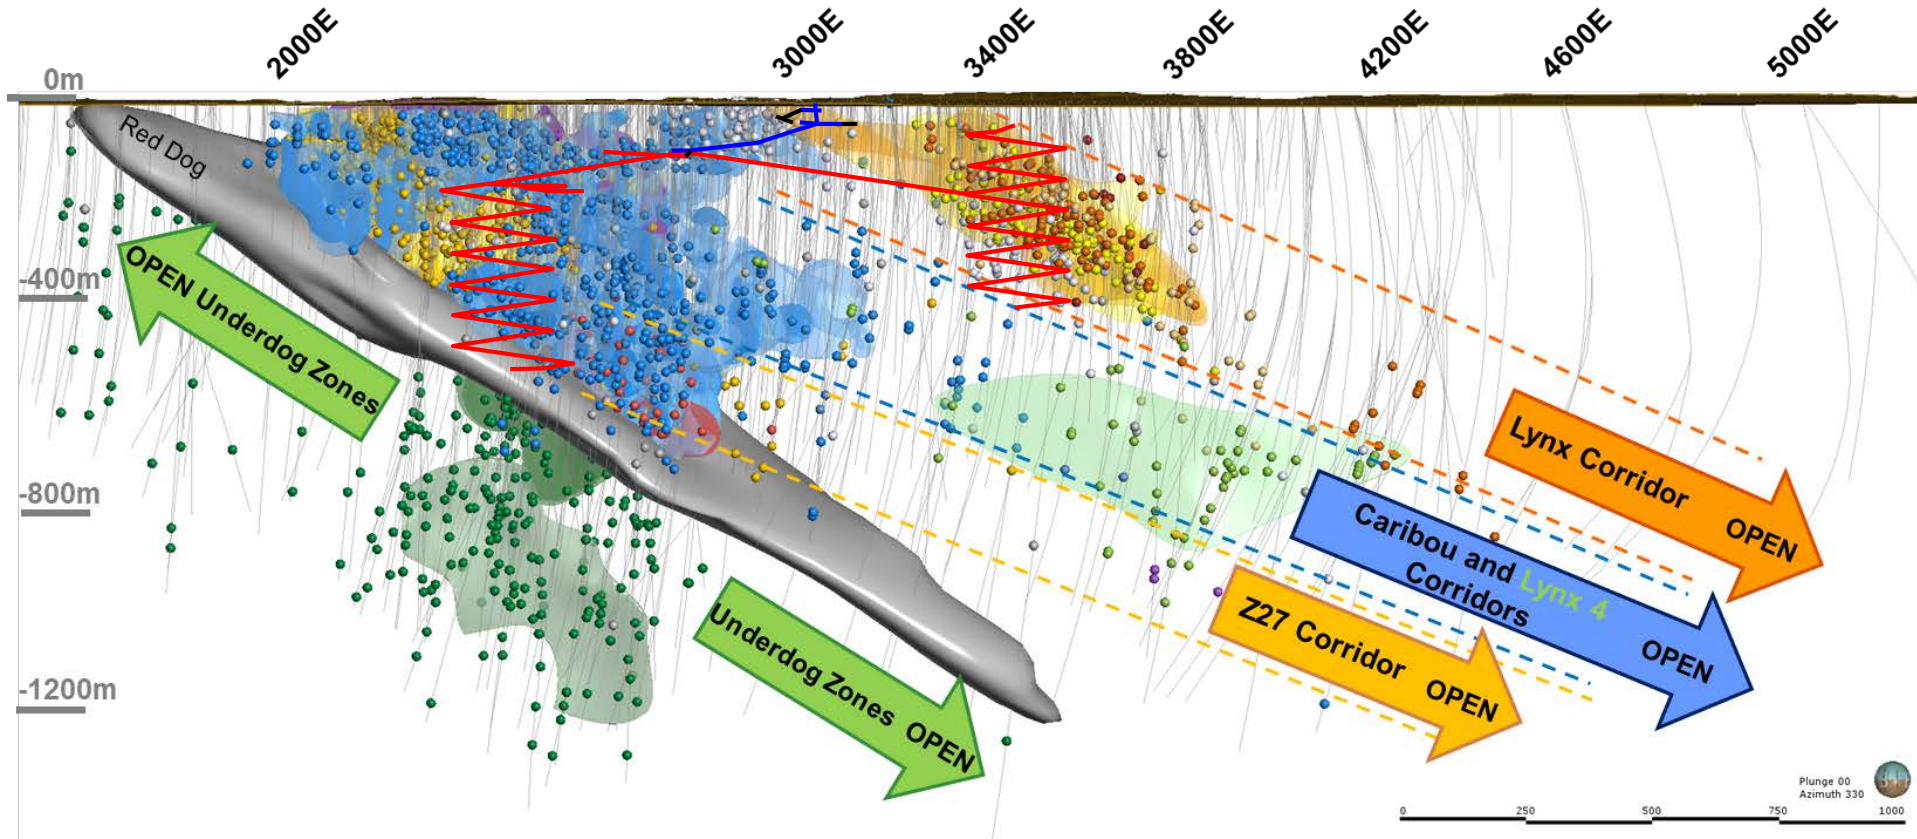 2000E
3000E
3400E
3800E
4200E
4600E
5000E
0m
Red Dog
-400m
OPEN Underdog Zones
-800m
Lynx Corridor OPEN
Caribou and Lynx 4
Corridors OPEN
Z27 Corridor OPEN
-1200m
Underdog Zones OPEN
Plunge 00
Azimuth 330
0 250 500 750 1000